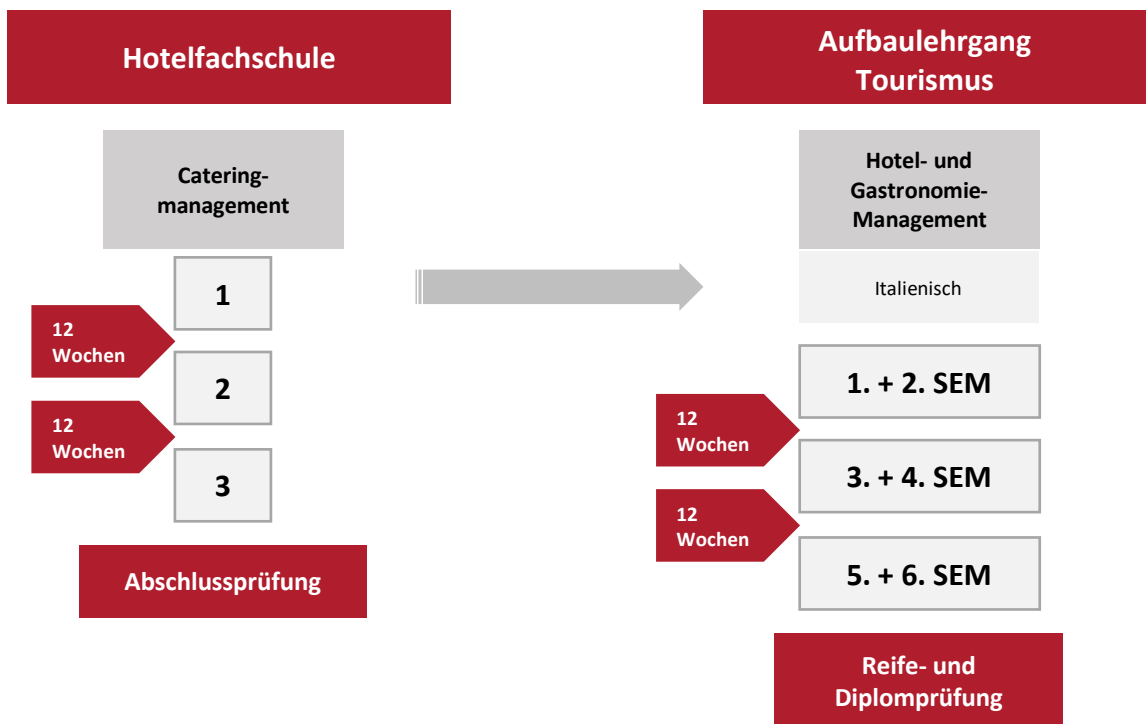 Hotelfachschule
Catering-
management
1
12
Wochen
2
12
Wochen
3
Abschlussprüfung
Aufbaulehrgang
Tourismus
Hotel- und
Gastronomie-
Management
Italienisch
1. + 2. SEM
12
Wochen
3. + 4. SEM
12
Wochen
5. + 6. SEM
Reife- und
Diplomprüfung